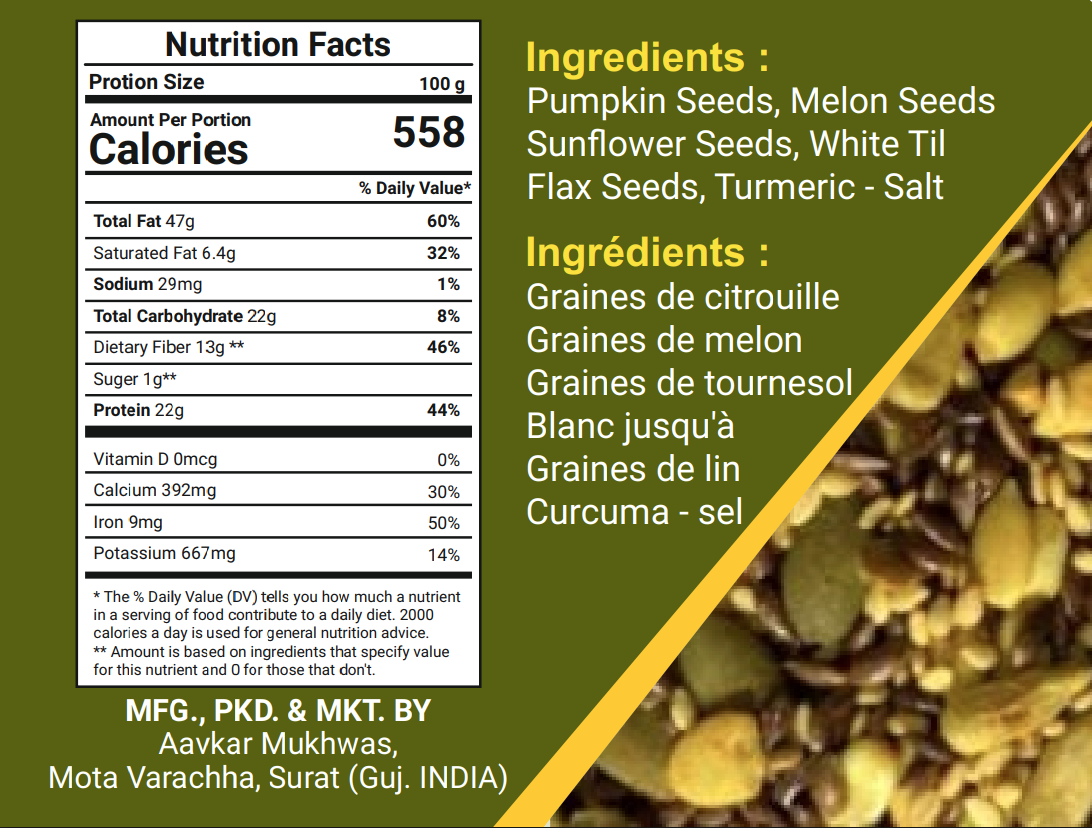 Nutrition Facts
Protion Size 100 g
Amount Per Portion
Calories 558
% Daily Value*
Total Fat 47g 60%
Saturated Fat 6.4g 32%
Sodium 29mg 1%
Total Carbohydrate 22g 8%
Dietary Fiber 13g ** 46%
Suger 1g**
Protein 22g 44%
Vitamin D 0mcg 0%
Calcium 392mg 30%
Iron 9mg 50%
Potassium 667mg 14%
* The % Daily Value (DV) tells you how much a nutrient
in a serving of food contribute to a daily diet. 2000
calories a day is used for general nutrition advice.
** Amount is based on ingredients that specify value
for this nutrient and 0 for those that don't.
MFG., PKD. & MKT. BY
Aavkar Mukhwas,
Mota Varachha, Surat (Guj. INDIA)
Ingredients :
Pumpkin Seeds, Melon Seeds
Sunflower Seeds, White Til
Flax Seeds, Turmeric - Salt
Ingrédients :
Graines de citrouille
Graines de melon
Graines de tournesol
Blanc jusqu'à
Graines de lin
Curcuma - sel